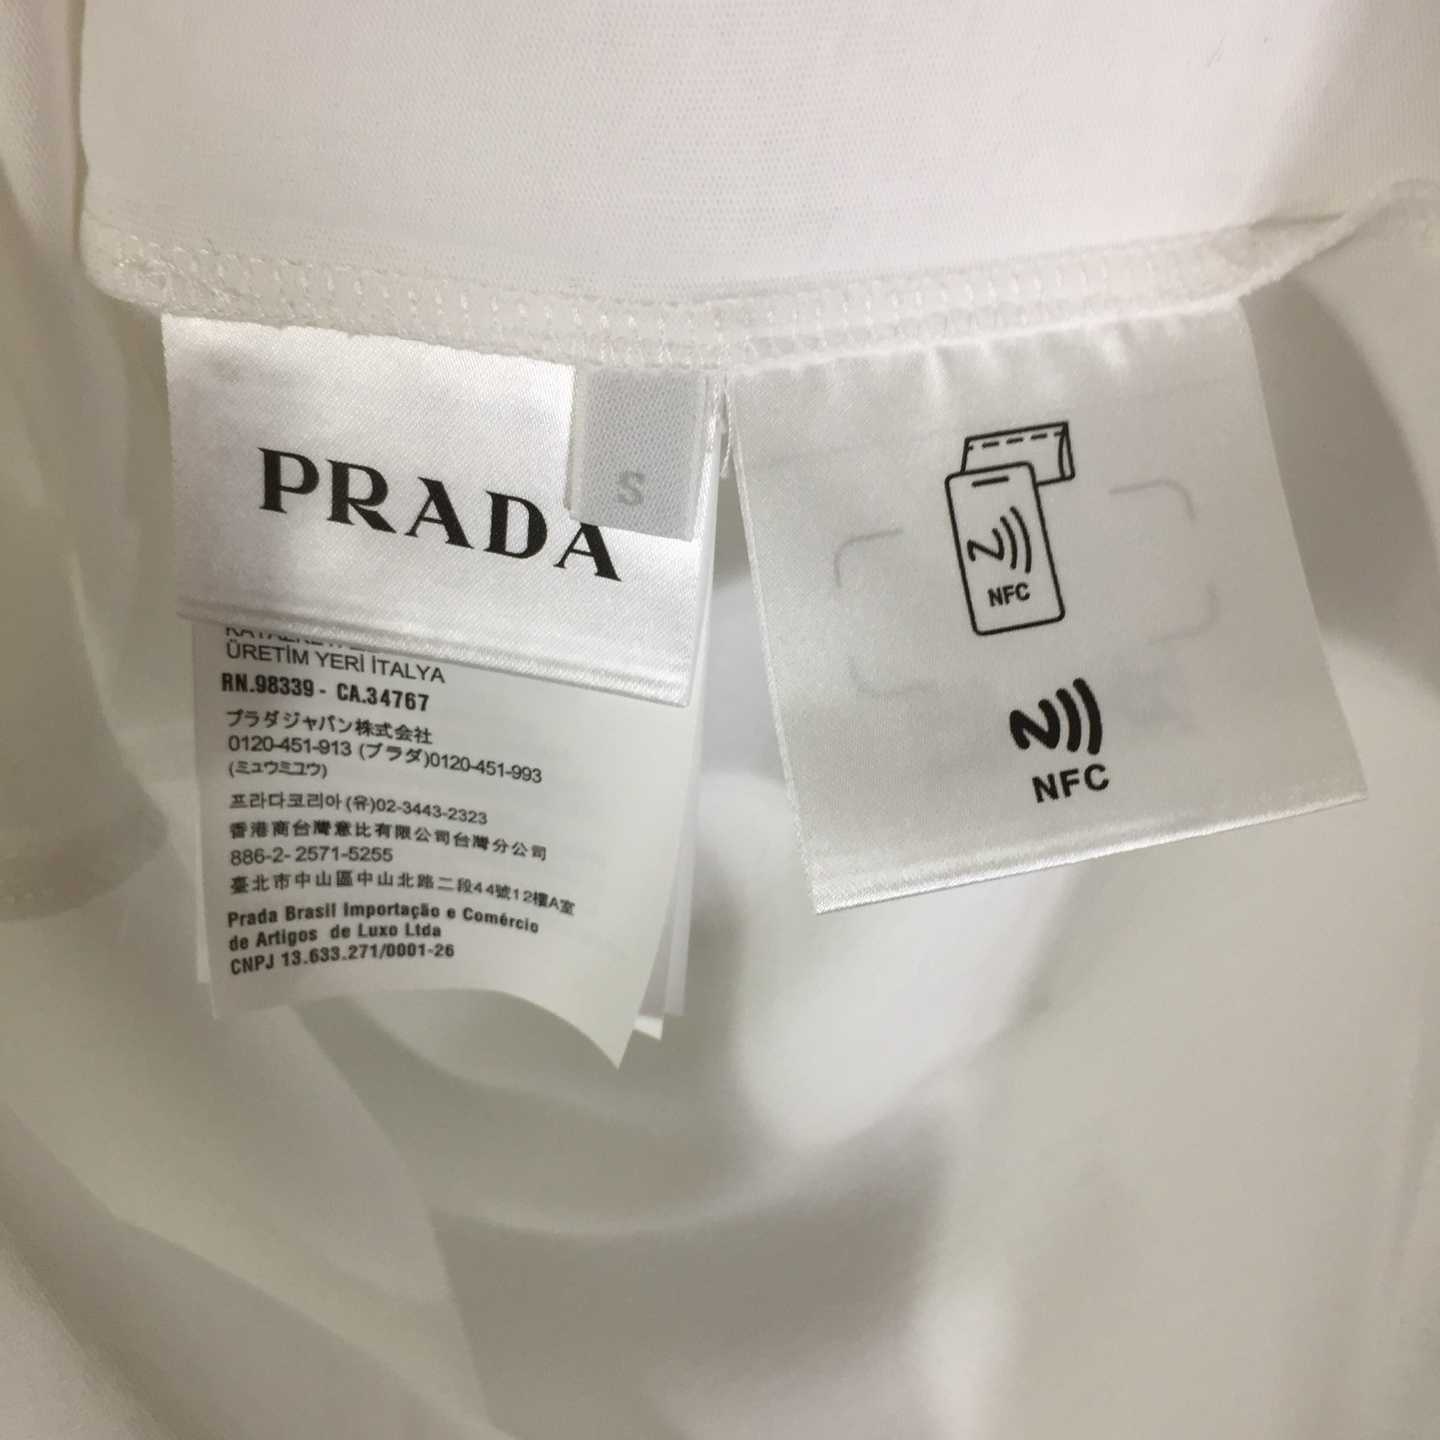 PRADA
S
ÜRETİM YERİ İTALYA
RN.98339 - CA.34767
プラダジャパン株式会社
0120-451-913 (プラダ)0120-451-993
(ミュウミュウ)
프라다코리아 (유)02-3443-2323
香港商台灣意比有限公司台灣分公司
886-2- 2571-5255
臺北市中山區中山北路二段44號12樓A室
Prada Brasil Importação e Comércio
de Artigos de Luxo Ltda
CNPJ 13.633.271/0001-26
NFC
NFC